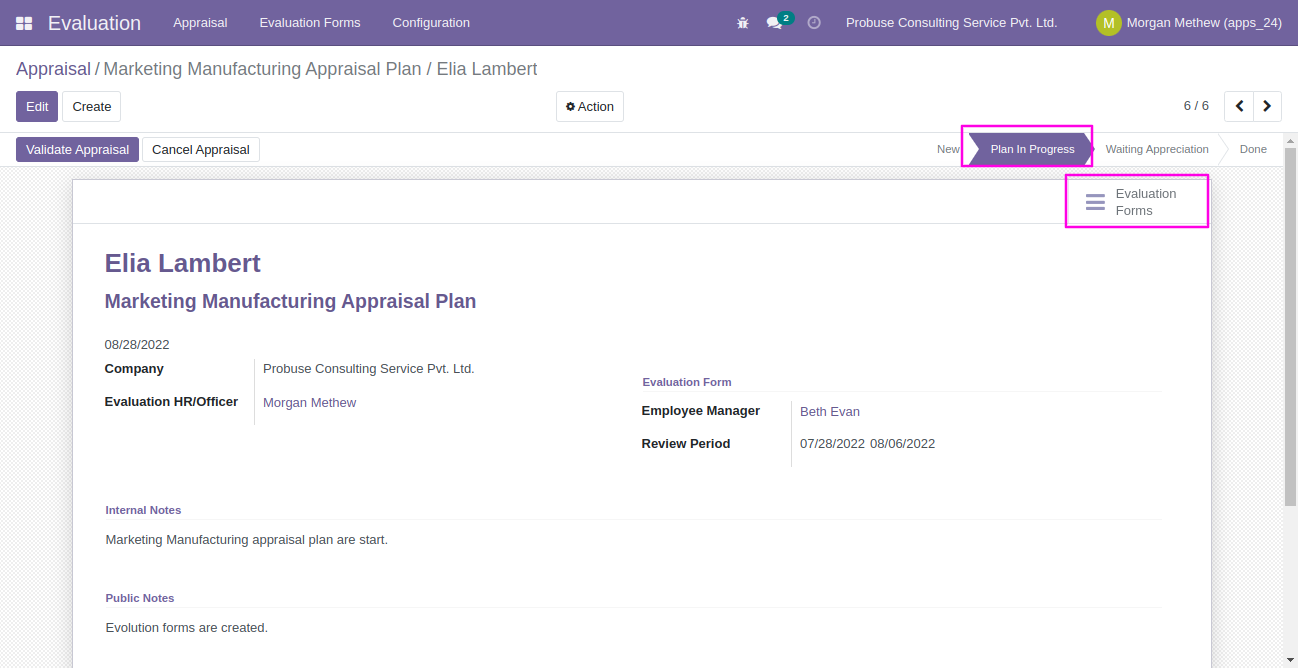 Evaluation Appraisal Evaluation Forms Configuration 2 Probuse Consulting Service Pvt. Ltd. M Morgan Methew (apps_24)
Appraisal / Marketing Manufacturing Appraisal Plan / Elia Lambert
Edit Create Action 6 / 6
Validate Appraisal Cancel Appraisal New Plan In Progress Waiting Appreciation Done
Evaluation
Forms
Elia Lambert
Marketing Manufacturing Appraisal Plan
08/28/2022
Company Probuse Consulting Service Pvt. Ltd.
Evaluation HR/Officer Morgan Methew
Evaluation Form
Employee Manager Beth Evan
Review Period 07/28/2022 08/06/2022
Internal Notes
Marketing Manufacturing appraisal plan are start.
Public Notes
Evolution forms are created.